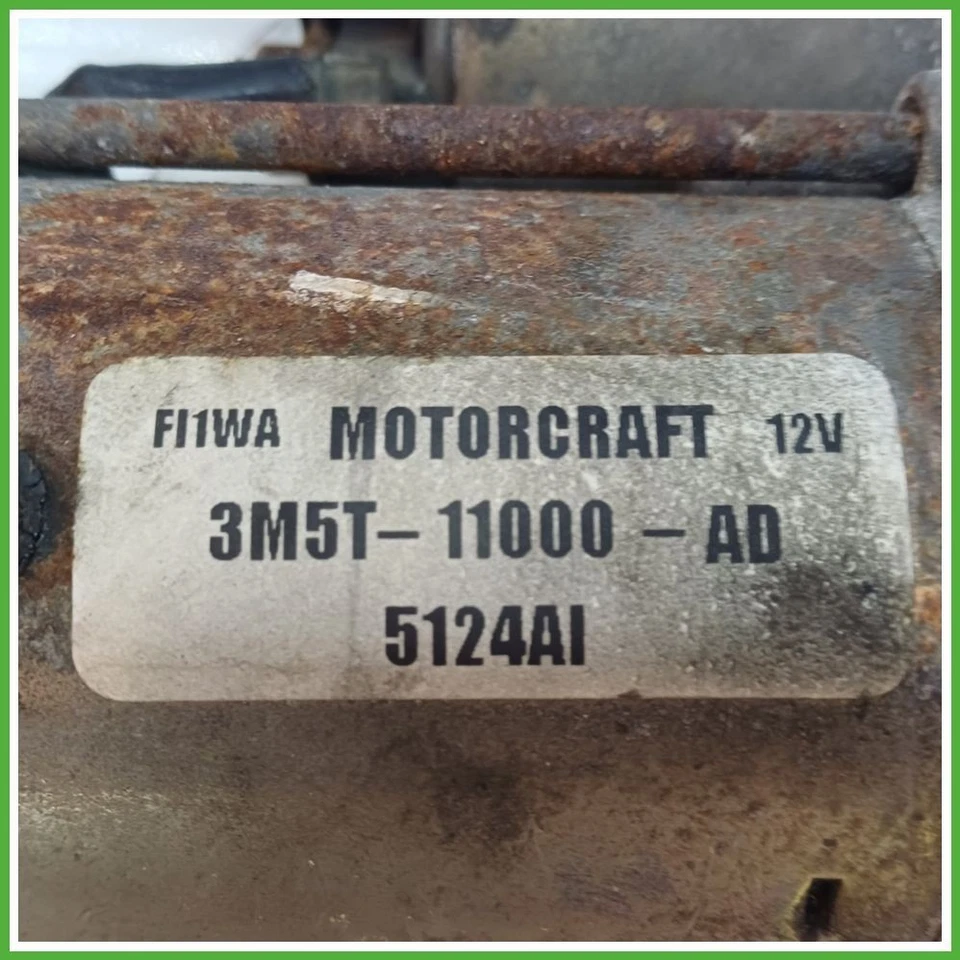 FI1WA MOTORCRAFT 12V
3M5T- 11000 - AD
5124AI